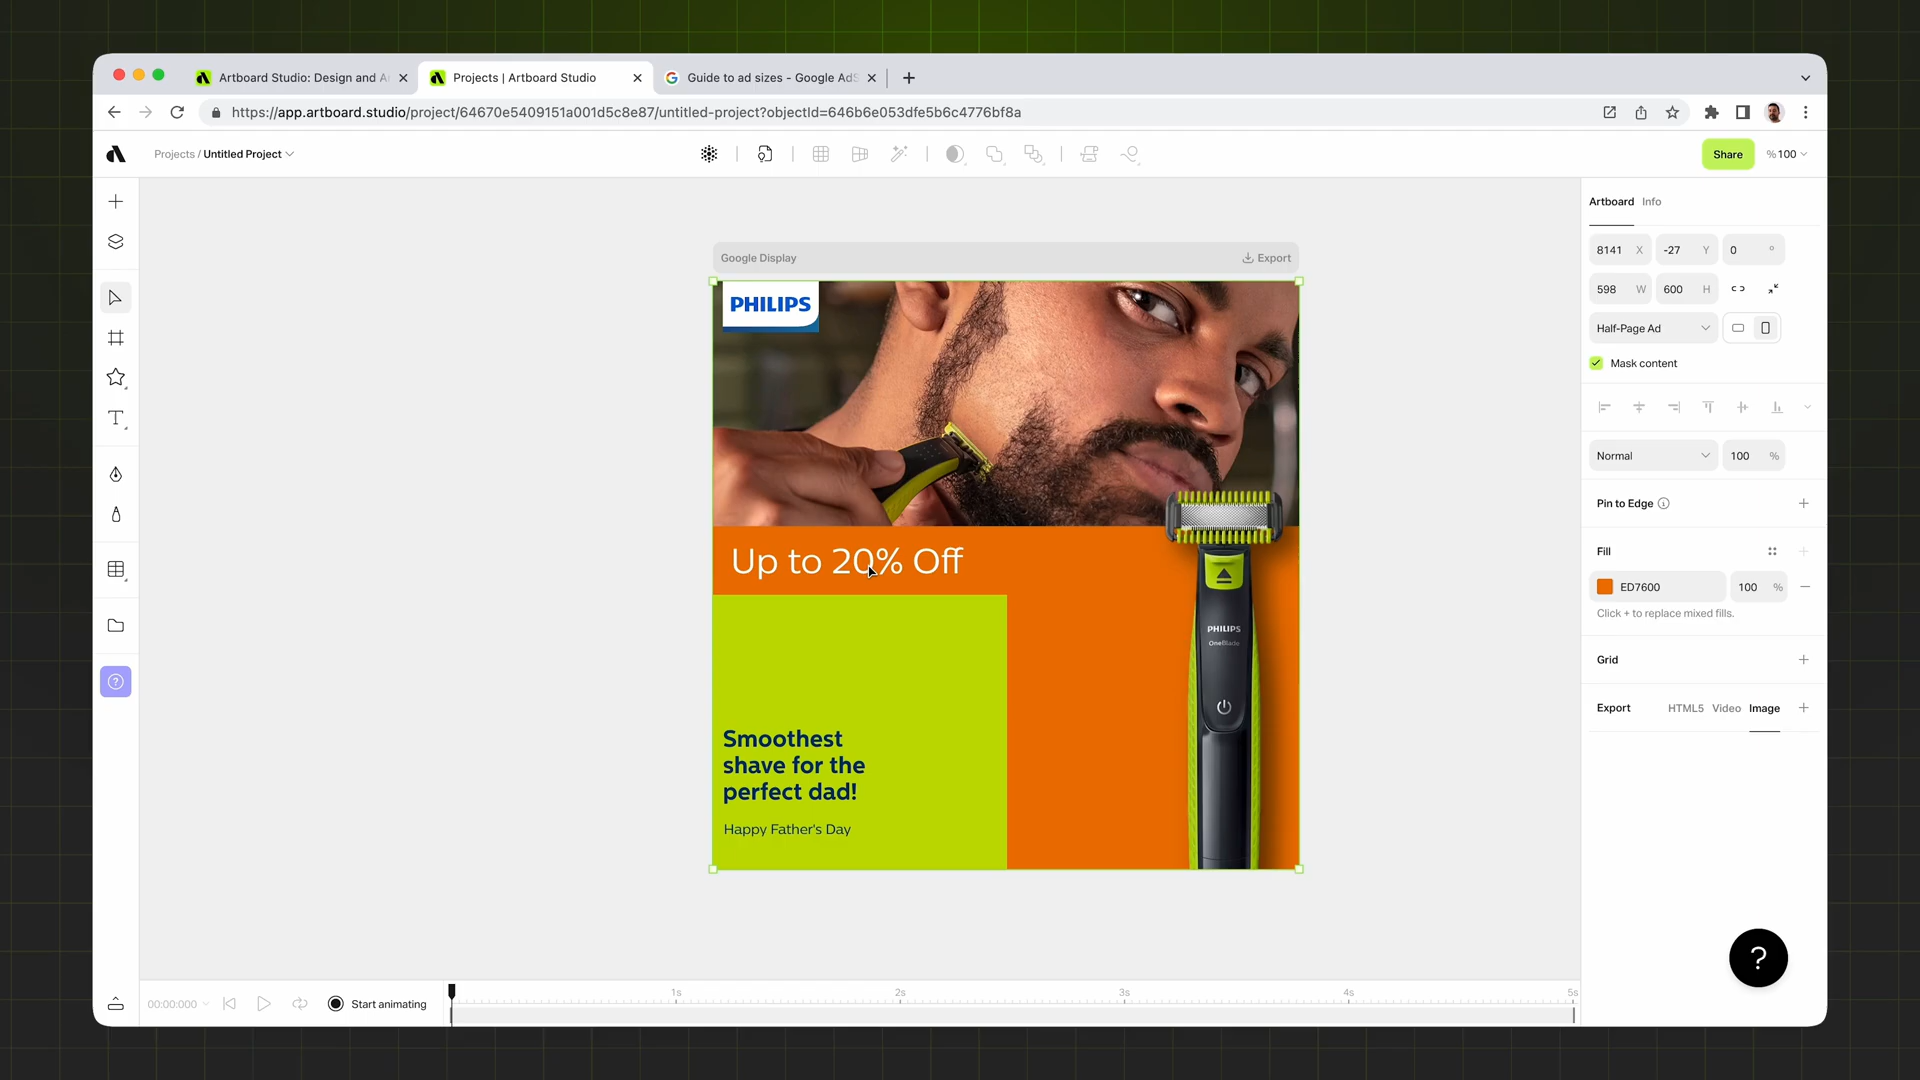 Artboard Studio: Design and A
Projects | Artboard Studio
Guide to ad sizes - Google AdS
https://app.artboard.studio/project/64670e5409151a001d5c8e87/untitled-project?objectId=646b6e053dfe5b6c4776bf8a
Projects / Untitled Project
Share
%100
Artboard Info
8141 X -27 Y 0 °
598 W 600 H
Half-Page Ad
Mask content
Normal 100 %
Pin to Edge
Fill
ED7600 100 %
Click + to replace mixed fills.
Grid
Export HTML5 Video Image
Google Display Export
PHILIPS
Up to 20% Off
PHILIPS
OneBlade
Smoothest
shave for the
perfect dad!
Happy Father's Day
T
?
?
00:00:000 Start animating 1s 2s 3s 4s 5s